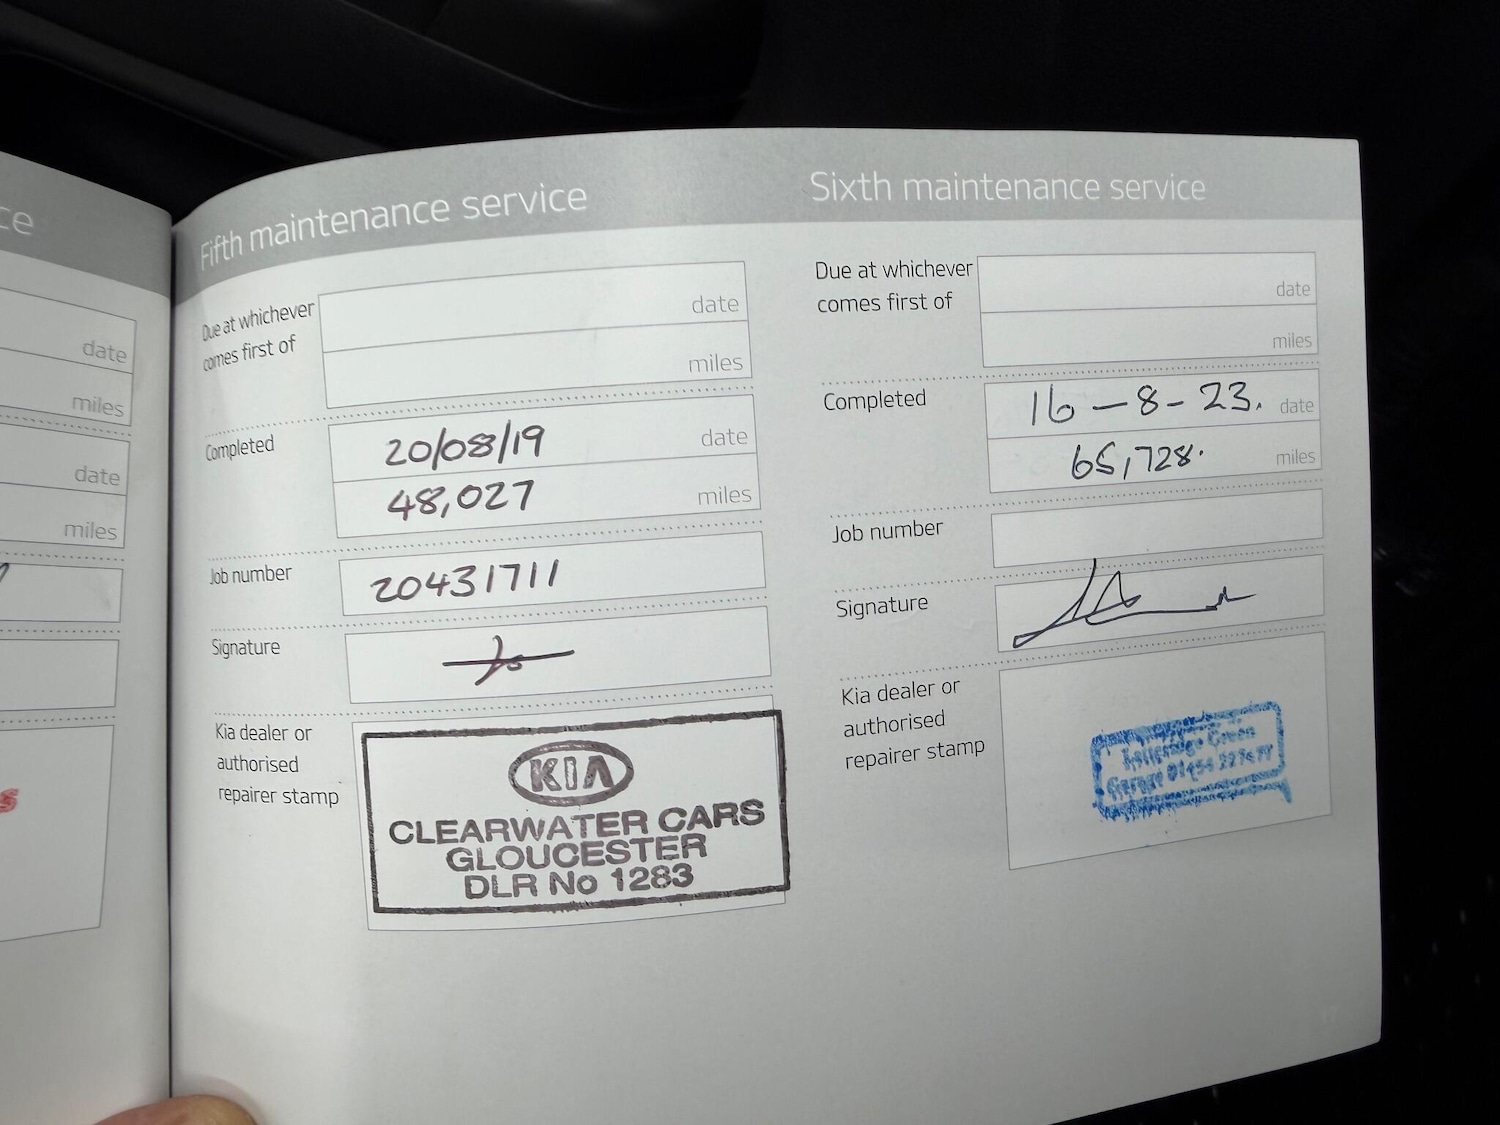 ce
date
miles
date
miles
s
Fifth maintenance service
Due at whichever
comes first of
date
miles
Completed
20/08/19
date
48,027
miles
Job number
20431711
Signature
Kia dealer or
authorised
repairer stamp
KIA
CLEARWATER CARS
GLOUCESTER
DLR No 1283
Sixth maintenance service
Due at whichever
comes first of
date
miles
Completed
16-8-23.
date
65,728.
miles
Job number
Signature
Kia dealer or
authorised
repairer stamp
Green
Garage 01454